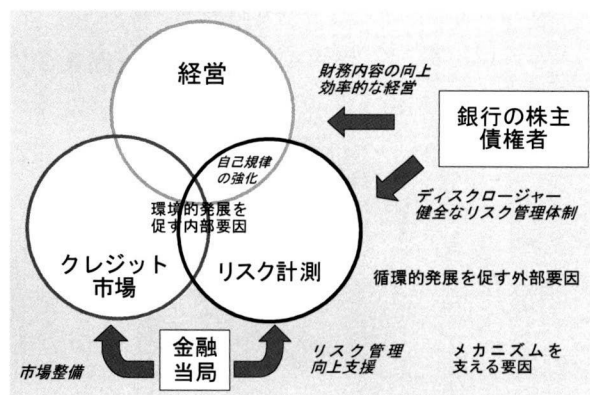 経営
財務内容の向上
効率的な経営
銀行の株主
債権者
自己規律
の強化
ディスクロージャー
健全なリスク管理体制
環境的発展を
促す内部要因
クレジット
市場
リスク計測
循環的発展を促す外部要因
金融
当局
市場整備
リスク管理
向上支援
メカニズムを
支える要因